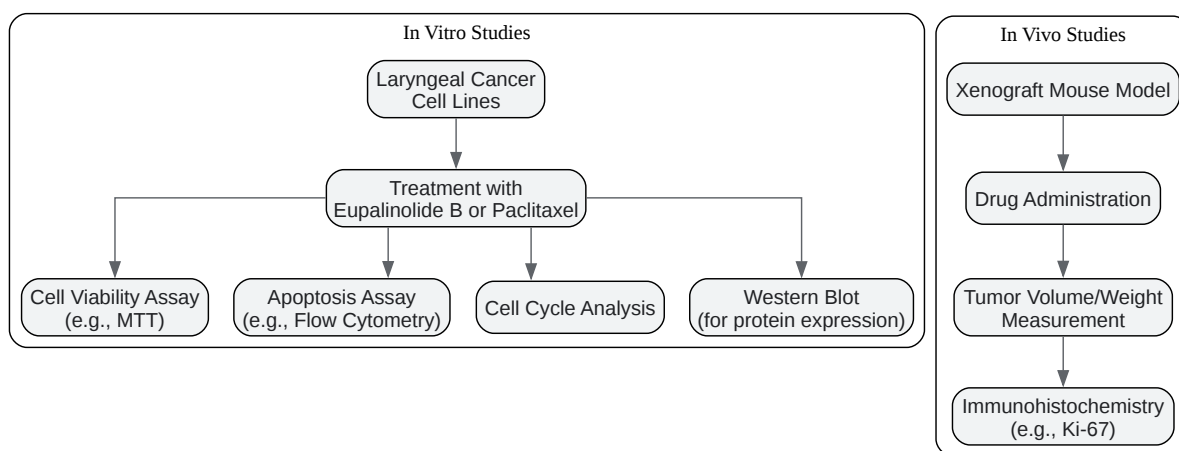 In Vitro Studies
Laryngeal Cancer
Cell Lines
Treatment with
Eupalinolide B or Paclitaxel
Cell Viability Assay
(e.g., MTT)
Apoptosis Assay
(e.g., Flow Cytometry)
Cell Cycle Analysis
Western Blot
(for protein expression)
In Vivo Studies
Xenograft Mouse Model
Drug Administration
Tumor Volume/Weight
Measurement
Immunohistochemistry
(e.g., Ki-67)